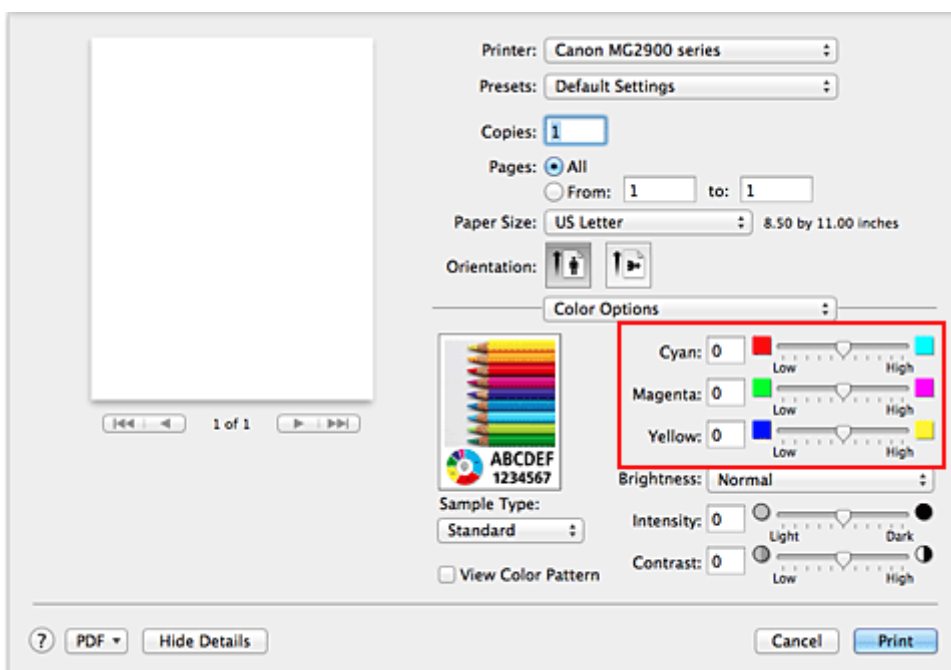 Printer: Canon MG2900 series
Presets: Default Settings
Copies: 1
Pages: All
From: 1 to: 1
Paper Size: US Letter 8.50 by 11.00 inches
Orientation:
Color Options
Cyan: 0
Low High
Magenta: 0
Low High
Yellow: 0
Low High
1 of 1
ABCDEF
1234567
Brightness: Normal
Sample Type:
Standard
Intensity: 0
Light Dark
Contrast: 0
Low High
View Color Pattern
? PDF Hide Details Cancel Print